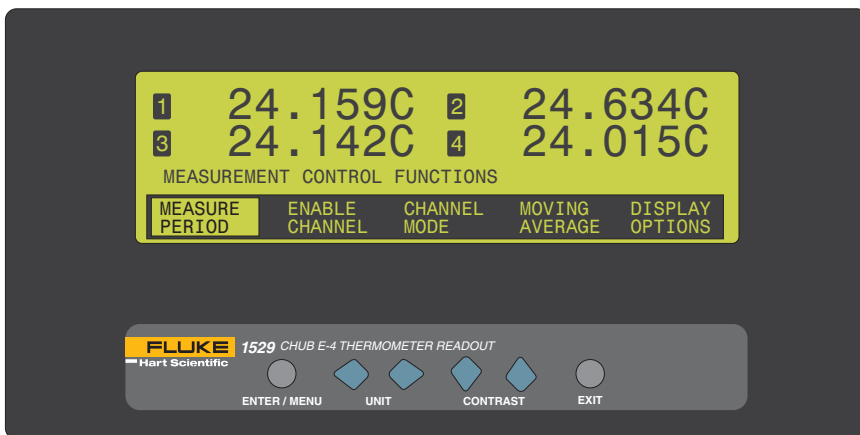 1 24.159C 2 24.634C
3 24.142C 4 24.015C
MEASUREMENT CONTROL FUNCTIONS
MEASURE ENABLE CHANNEL MOVING DISPLAY
PERIOD CHANNEL MODE AVERAGE OPTIONS
FLUKE 1529 CHUB E-4 THERMOMETER READOUT
Hart Scientific
ENTER / MENU UNIT CONTRAST EXIT